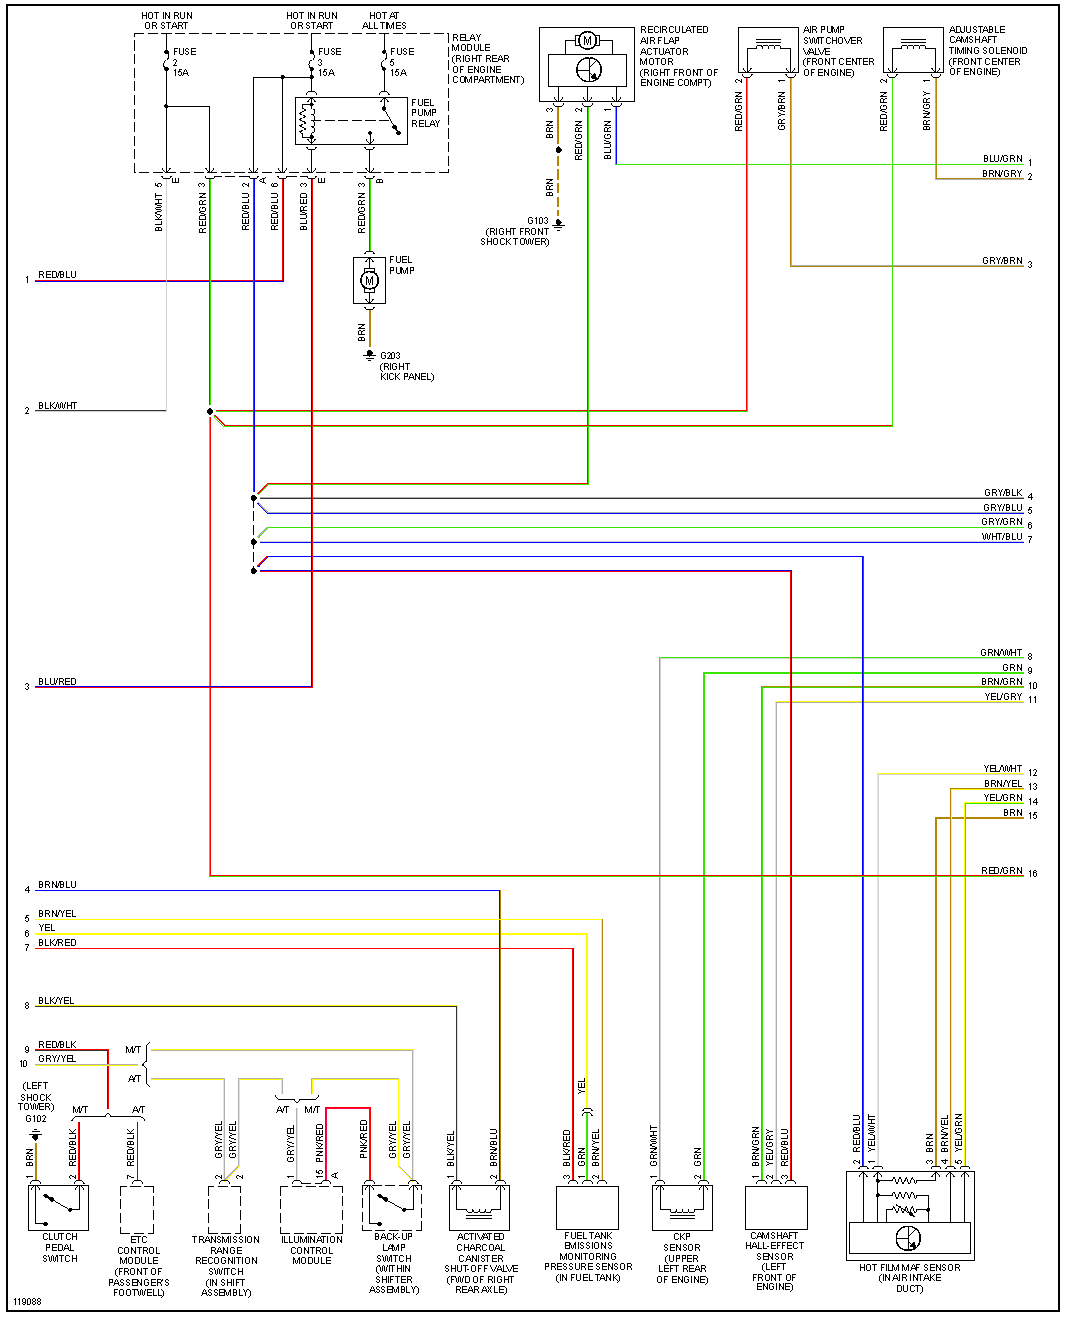 HOT IN RUN
OR START
HOT IN RUN
OR START
HOT AT
ALL TIMES
FUSE
2
15A
FUSE
3
15A
FUSE
5
15A
RELAY
MODULE
(RIGHT REAR
OF ENGINE
COMPARTMENT)
FUEL
PUMP
RELAY
RECIRCULATED
AIR FLAP
ACTUATOR
MOTOR
(RIGHT FRONT OF
ENGINE COMPT)
M
AIR PUMP
SWITCHOVER
VALVE
(FRONT CENTER
OF ENGINE)
ADJUSTABLE
CAMSHAFT
TIMING SOLENOID
(FRONT CENTER
OF ENGINE)
5
E
3
2
A
6
3
E
3
B
BLK/WHT
RED/GRN
RED/BLU
RED/BLU
BLU/RED
RED/GRN
3
2
1
BRN
RED/GRN
BLU/GRN
BRN
2
1
RED/GRN
GRY/BRN
2
1
RED/GRN
BRN/GRY
BLU/GRN 1
BRN/GRY 2
GRY/BRN 3
G103
(RIGHT FRONT
SHOCK TOWER)
FUEL
PUMP
M
BRN
G203
(RIGHT
KICK PANEL)
1 RED/BLU
2 BLK/WHT
GRY/BLK 4
GRY/BLU 5
GRY/GRN 6
WHT/BLU 7
3 BLU/RED
GRN/WHT 8
GRN 9
BRN/GRN 10
YEL/GRY 11
YEL/WHT 12
BRN/YEL 13
YEL/GRN 14
BRN 15
RED/GRN 16
4 BRN/BLU
5 BRN/YEL
6 YEL
7 BLK/RED
8 BLK/YEL
9 RED/BLK
10 GRY/YEL
M/T
A/T
(LEFT
SHOCK
TOWER)
G102
M/T
A/T
A/T
M/T
YEL
BRN
RED/BLK
RED/BLK
GRY/YEL
GRY/YEL
GRY/YEL
PNK/RED
PNK/RED
GRY/YEL
GRY/YEL
BLK/YEL
BRN/BLU
BLK/RED
GRN
BRN/YEL
GRN/WHT
GRN
BRN/GRN
YEL/GRY
RED/BLU
RED/BLU
YEL/WHT
BRN
BRN/YEL
YEL/GRN
1
2
7
2
2
1
15
A
1
2
3
1
2
1
2
1
2
3
2
1
3
4
5
CLUTCH
PEDAL
SWITCH
ETC
CONTROL
MODULE
(FRONT OF
PASSENGER'S
FOOTWELL)
TRANSMISSION
RANGE
RECOGNITION
SWITCH
(IN SHIFT
ASSEMBLY)
ILLUMINATION
CONTROL
MODULE
BACK-UP
LAMP
SWITCH
(WITHIN
SHIFTER
ASSEMBLY)
ACTIVATED
CHARCOAL
CANISTER
SHUT-OFF VALVE
(FWD OF RIGHT
REAR AXLE)
FUEL TANK
EMISSIONS
MONITORING
PRESSURE SENSOR
(IN FUEL TANK)
CKP
SENSOR
(UPPER
LEFT REAR
OF ENGINE)
CAMSHAFT
HALL-EFFECT
SENSOR
(LEFT
FRONT OF
ENGINE)
HOT FILM MAF SENSOR
(IN AIR INTAKE
DUCT)
119088